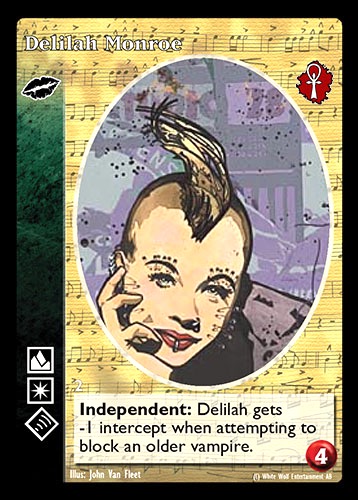 Delilah Monroe
2
Independent: Delilah gets
-1 intercept when attempting to
block an older vampire.
4
Illus: John Van Fleet
(C) White Wolf Entertainment AB